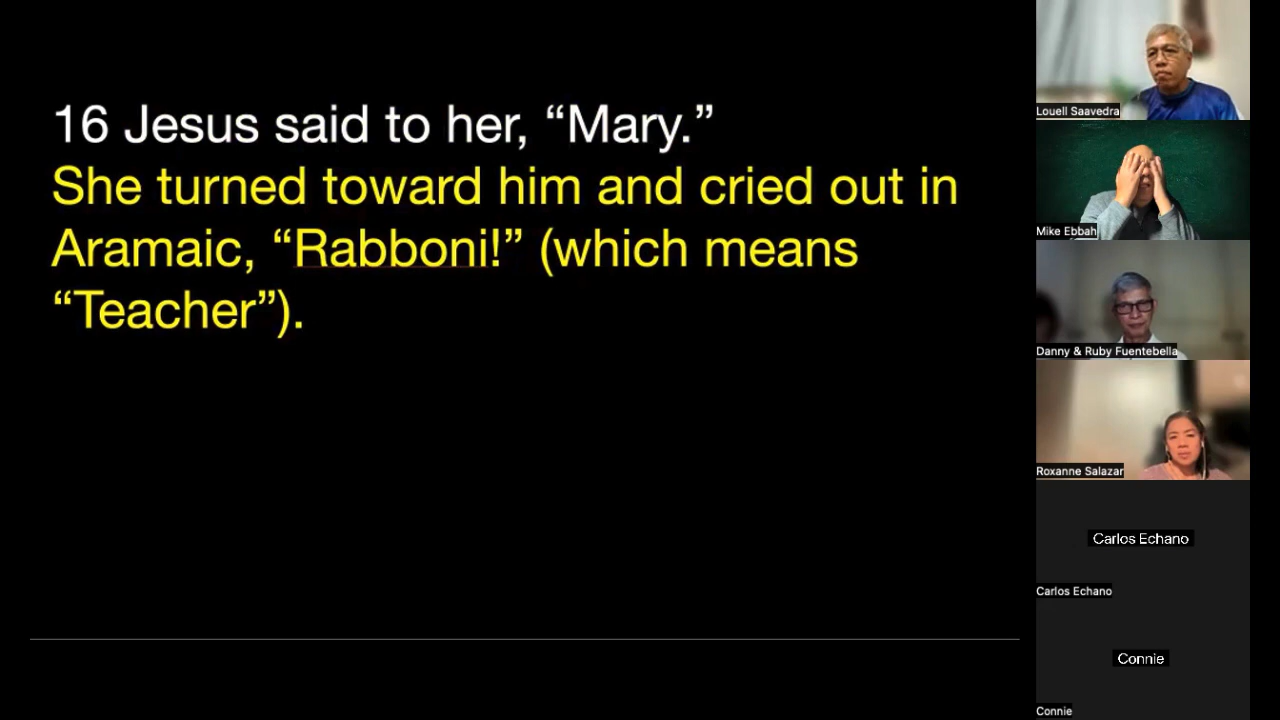 16 Jesus said to her, “Mary.”
She turned toward him and cried out in
Aramaic, “Rabboni!” (which means
“Teacher”).
Louell Saavedra
Mike Ebbah
Danny & Ruby Fuentebella
Roxanne Salazar
Carlos Echano
Carlos Echano
Connie
Connie